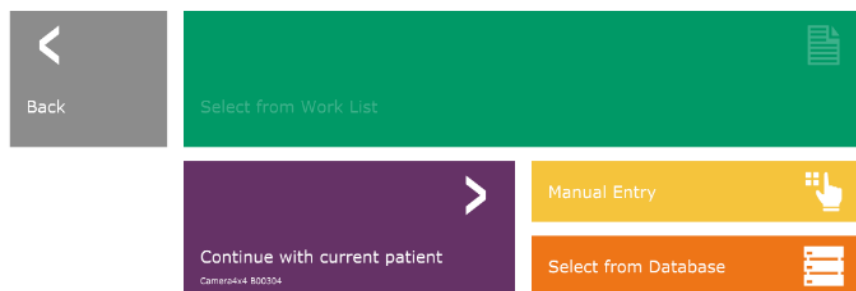 Back
Select from Work List
Continue with current patient
Camera4x4 B00304
Manual Entry
Select from Database